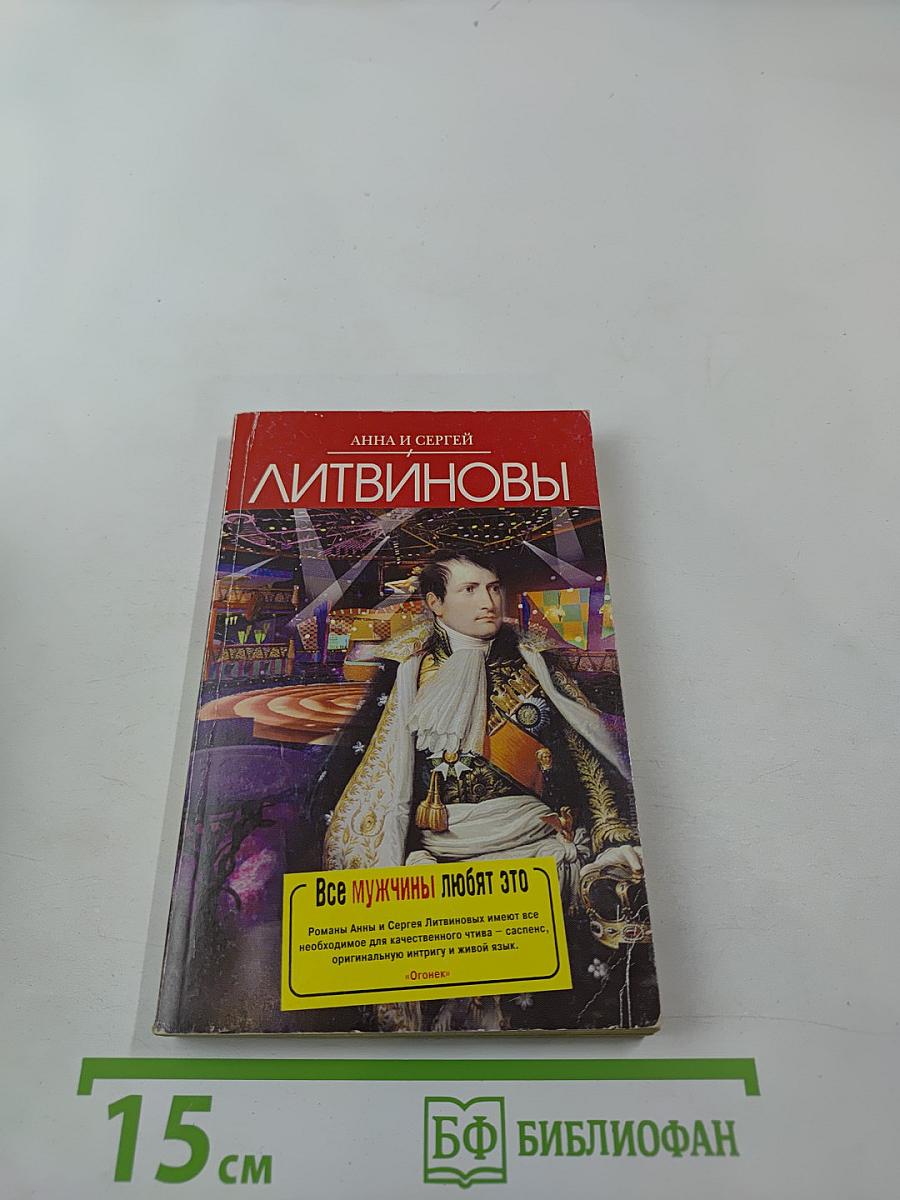 АННА И СЕРГЕЙ
ЛИТВИНОВЫ
Все мужчины любят это
Романы Анны и Сергея Литвиновых имеют все
необходимое для качественного чтива – саспенс,
оригинальную интригу и живой язык.
«Огонек»
15 см
БФ БИБЛИОФАН